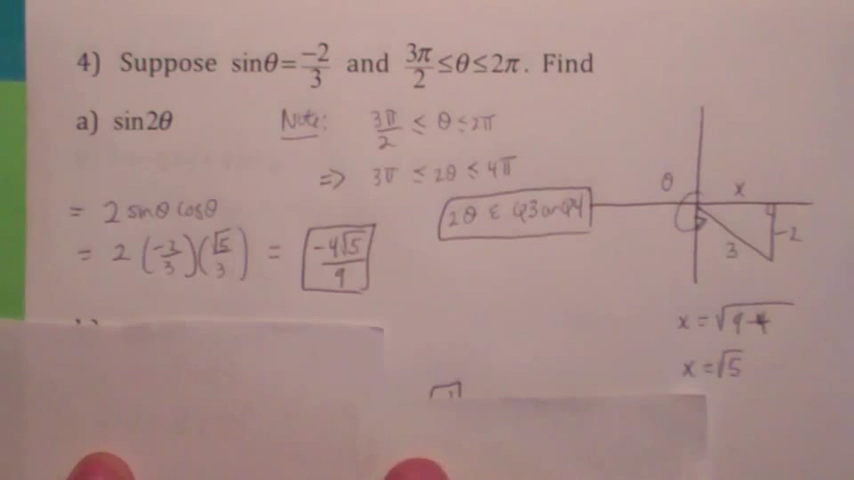 4) Suppose sinθ = -2/3 and 3π/2 ≤ θ ≤ 2π. Find
a) sin2θ
Note: 3π/2 ≤ θ ≤ 2π
⇒ 3π ≤ 2θ ≤ 4π
2θ ε Q3 or Q4
= 2 sinθ cosθ
= 2 (-2/3)(√5/3) = -4√5/9
θ x
3 -2
x = √9-4
x = √5